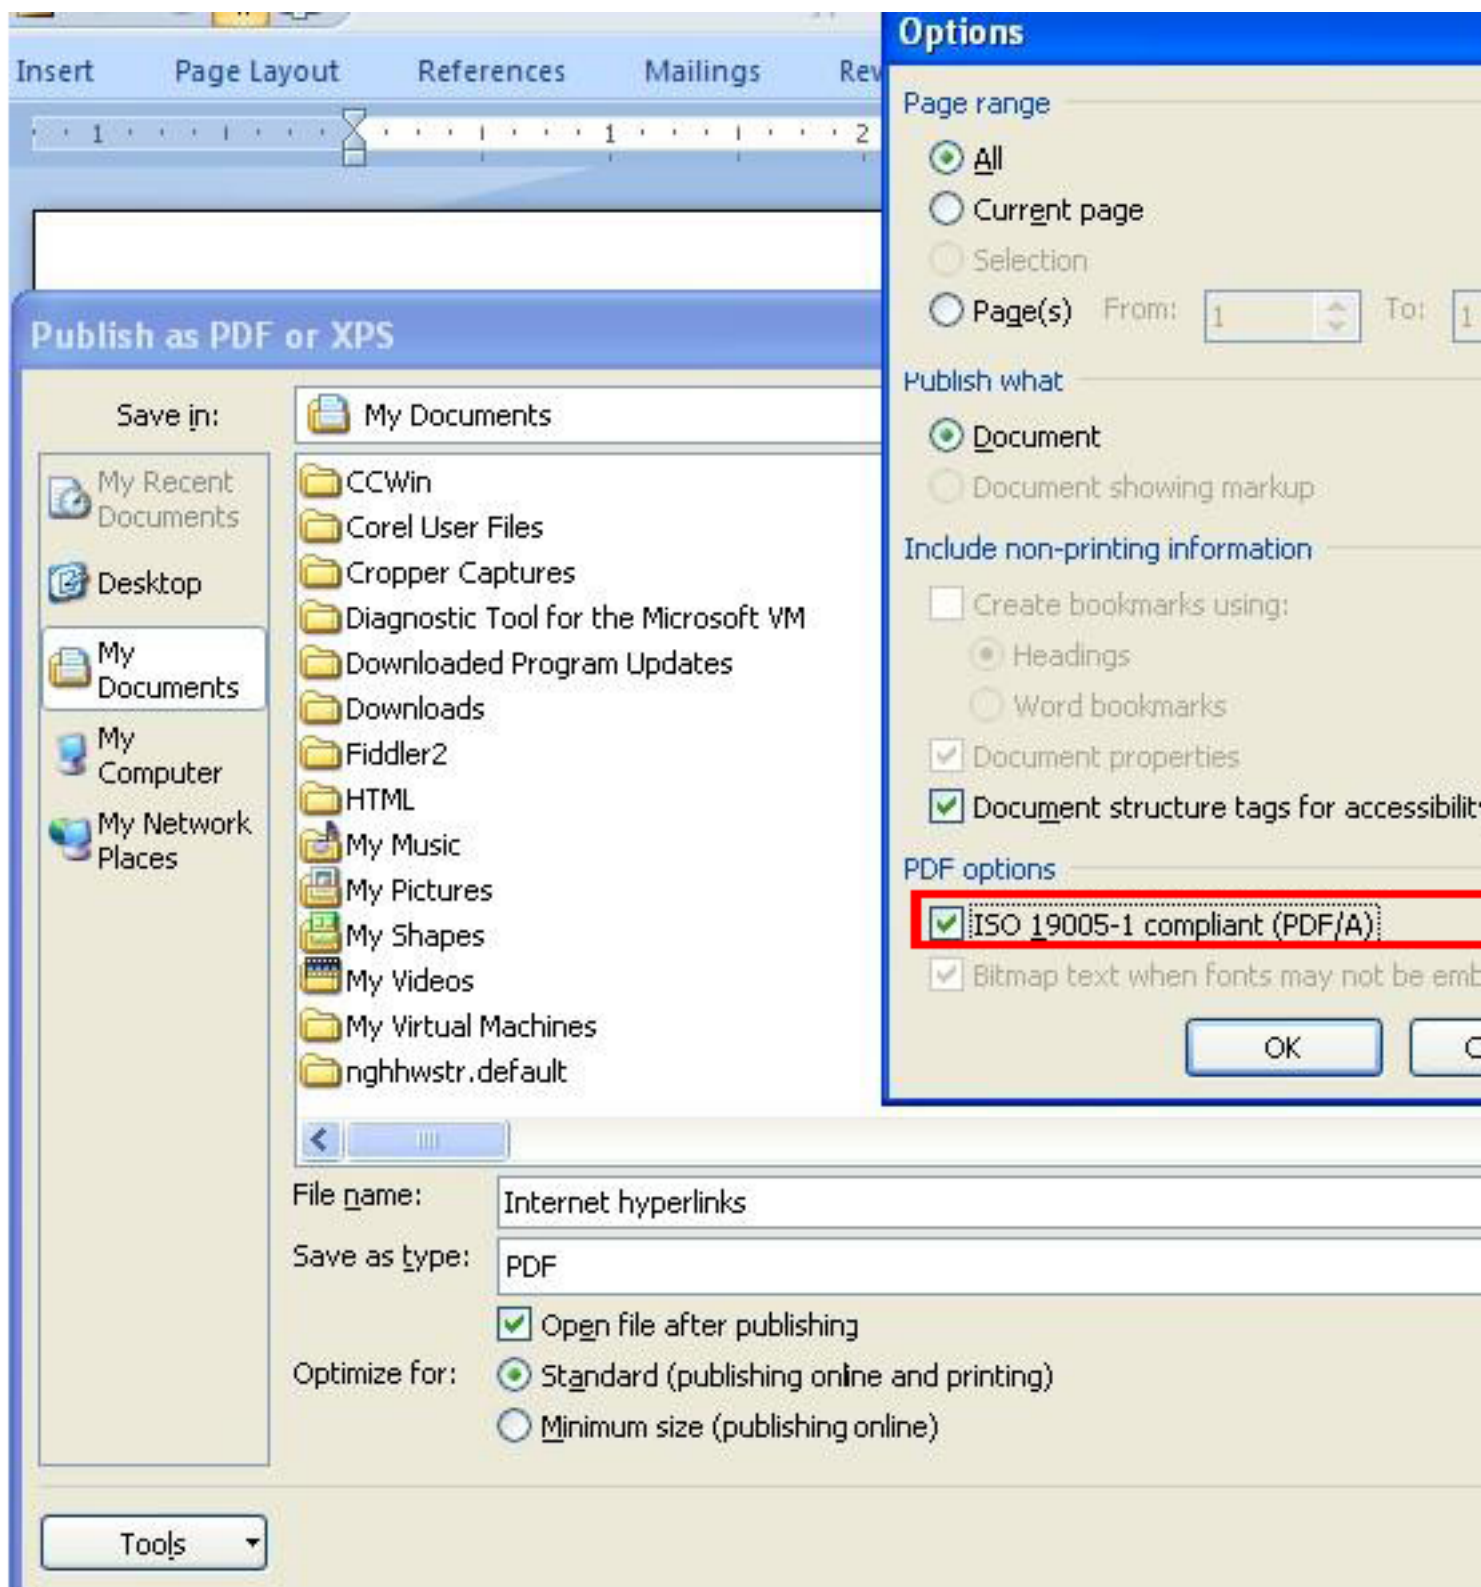 Options
Insert Page Layout References Mailings
1 1 2
Page range
All
Current page
Selection
Page(s) From: 1 To: 1
Publish as PDF or XPS
Publish what
Document
Document showing markup
Include non-printing information
Create bookmarks using:
Headings
Word bookmarks
Document properties
Document structure tags for
PDF options
ISO 19005-1 compliant (PDF/A)
Bitmap text when fonts may not be
OK
Save in: My Documents
My Recent
Documents
Desktop
My
Documents
My
Computer
My Network
Places
CCWin
Corel User Files
Cropper Captures
Diagnostic Tool for the Microsoft VM
Downloaded Program Updates
Downloads
Fiddler2
HTML
My Music
My Pictures
My Shapes
My Videos
My Virtual Machines
nghhwstr.default
File name: Internet hyperlinks
Save as type: PDF
Open file after publishing
Optimize for: Standard (publishing online and printing)
Minimum size (publishing online)
Tools